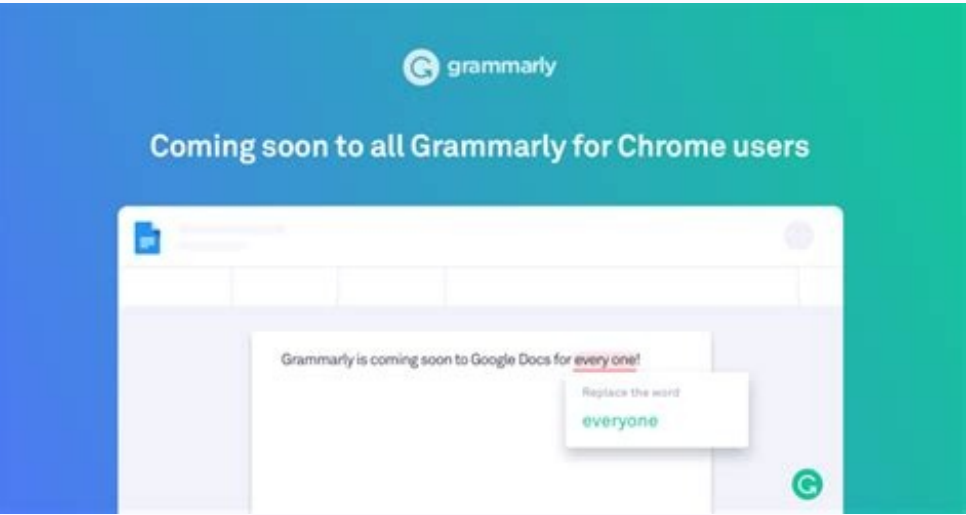 grammarly
Coming soon to all Grammarly for Chrome users
Grammarly is coming soon to Google Docs for every one!
Replace the word
everyone